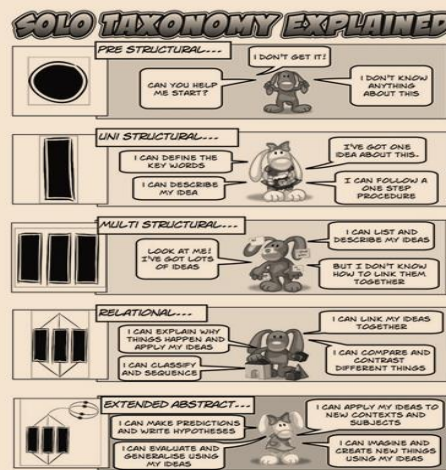 SOLO TAXONOMY EXPLAINED
PRE STRUCTURAL...
I DON'T GET IT!
CAN YOU HELP
ME START?
I DON'T KNOW
ANYTHING
ABOUT THIS
UNI STRUCTURAL...
I CAN DEFINE THE
KEY WORDS
I CAN DESCRIBE
MY IDEA
I'VE GOT ONE
IDEA ABOUT THIS.
I CAN FOLLOW A
ONE STEP
PROCEDURE
MULTI STRUCTURAL...
LOOK AT ME!
I'VE GOT LOTS
OF IDEAS
I CAN LIST AND
DESCRIBE MY IDEAS
BUT I DON'T KNOW
HOW TO LINK THEM
TOGETHER
RELATIONAL...
I CAN EXPLAIN WHY
THINGS HAPPEN AND
APPLY MY IDEAS
I CAN CLASSIFY
AND SEQUENCE
I CAN LINK MY IDEAS
TOGETHER
I CAN COMPARE AND
CONTRAST
DIFFERENT THINGS
EXTENDED ABSTRACT...
I CAN MAKE PREDICTIONS
AND WRITE HYPOTHESES
I CAN EVALUATE AND
GENERALISE USING
MY IDEAS
I CAN APPLY MY IDEAS TO
NEW CONTEXTS AND
SUBJECTS
I CAN IMAGINE AND
CREATE NEW THINGS
USING MY IDEAS